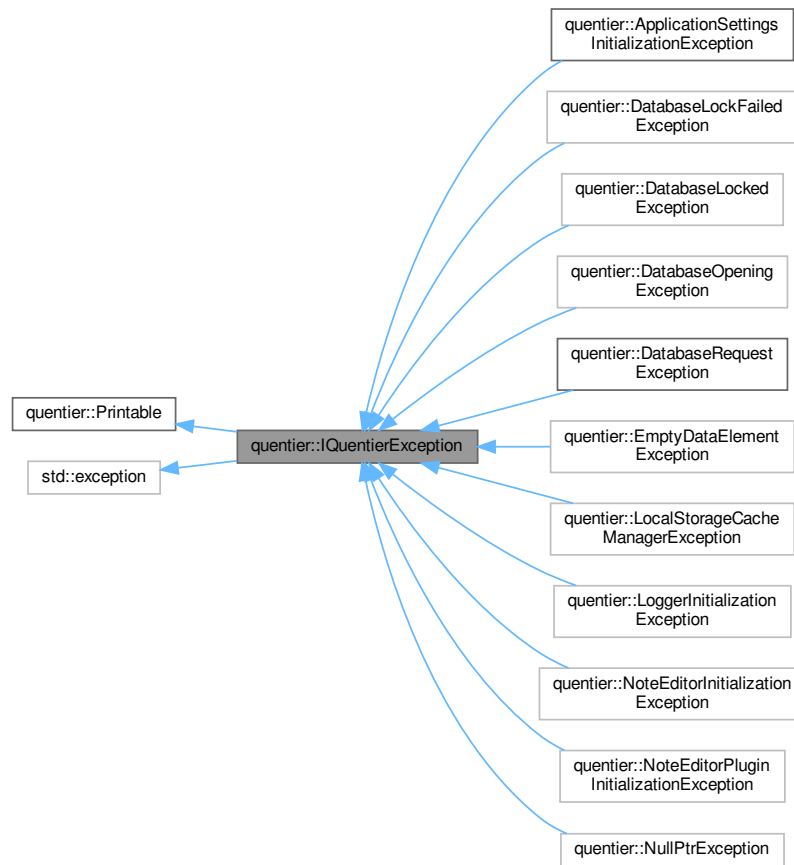 quentier::ApplicationSettings
InitializationException
quentier::DatabaseLockFailed
Exception
quentier::DatabaseLocked
Exception
quentier::DatabaseOpening
Exception
quentier::DatabaseRequest
Exception
quentier::Printable
quentier::IQuentierException
quentier::EmptyDataElement
Exception
std::exception
quentier::LocalStorageCache
ManagerException
quentier::LoggerInitialization
Exception
quentier::NoteEditorInitialization
Exception
quentier::NoteEditorPlugin
InitializationException
quentier::NullPtrException